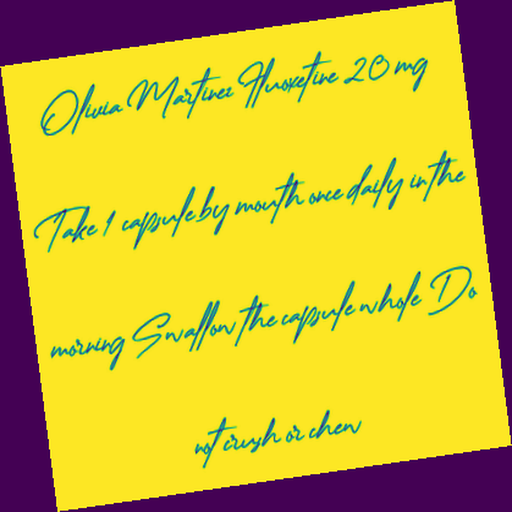 Olivia Martinez Fluoxetine 20 mg
Take 1 capsule by mouth once daily in the
morning Swallow the capsule whole Do
not crush or chew